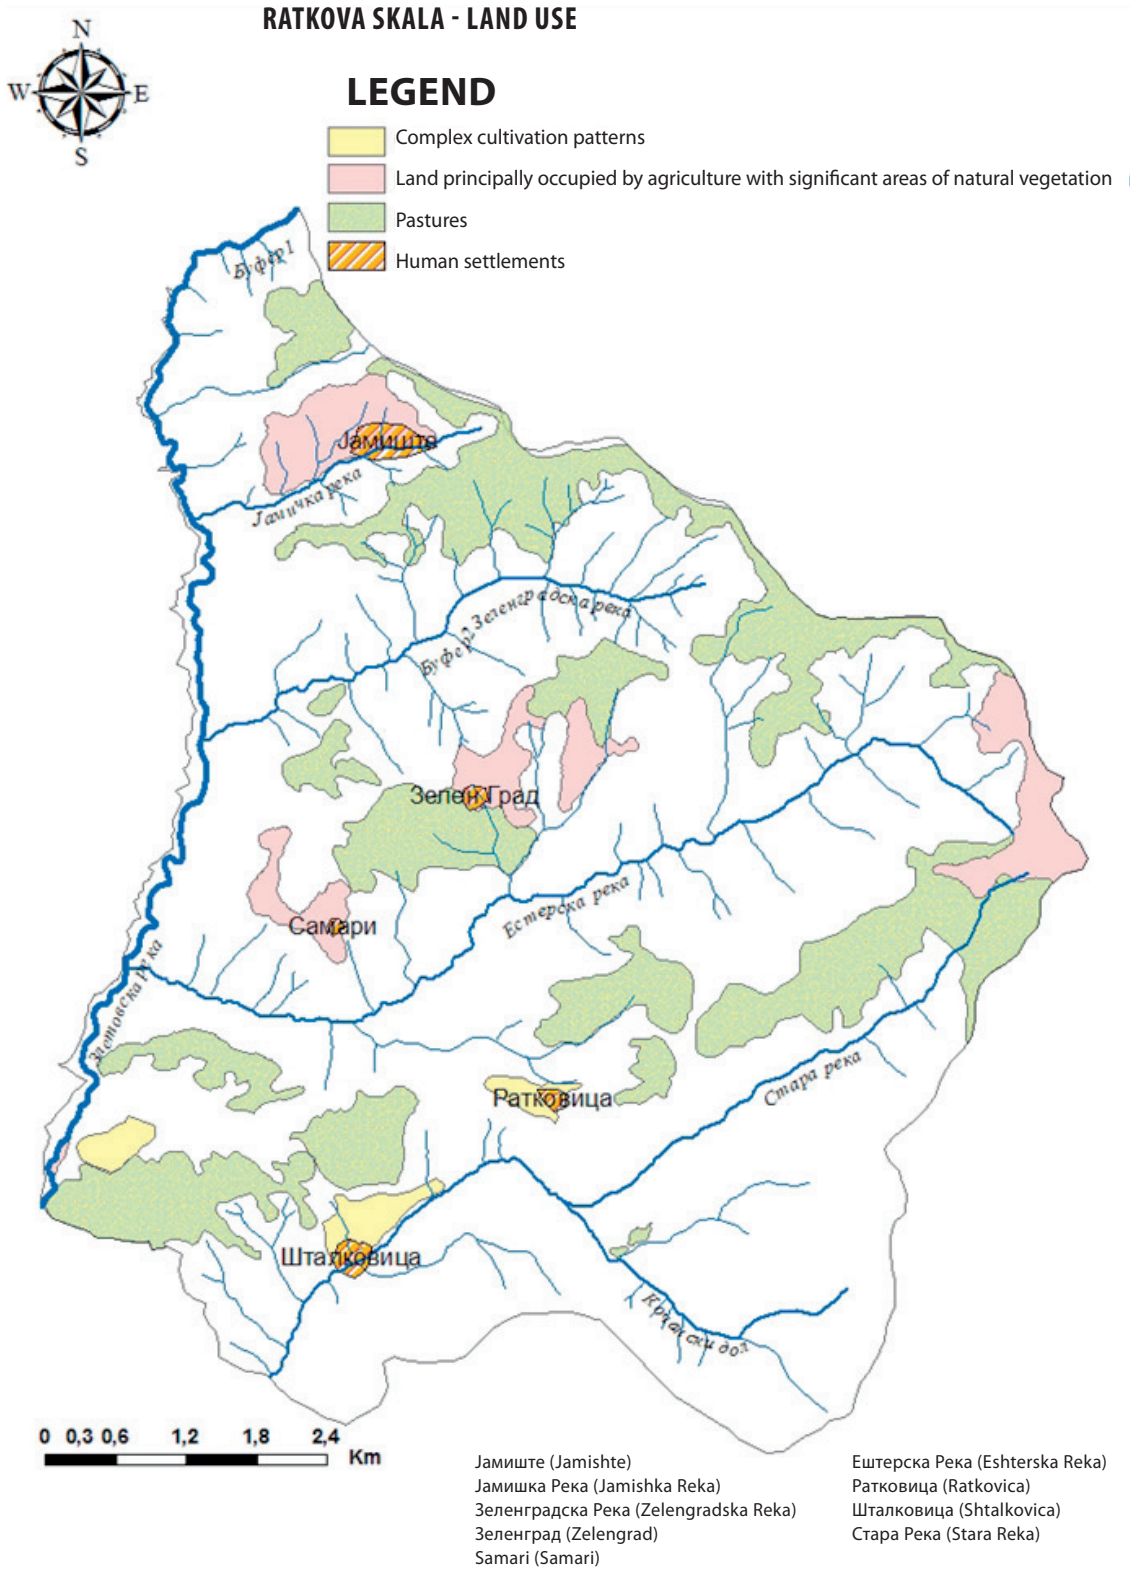 RATKOVA SKALA - LAND USE
N
W E
S
LEGEND
Complex cultivation patterns
Land principally occupied by agriculture with significant areas of natural vegetation
Pastures
Human settlements
Буфер1
Јамиште
Јамичка река
Зеленградска река
Буфер2
Зелен Град
Естерска река
Самари
Злетовска река
Стара река
Ратковица
Шталковица
Кочански дол
0 0,3 0,6 1,2 1,8 2,4
Km
Јамиште (Jamishte)
Јамишка Река (Jamishka Reka)
Зеленградска Река (Zelengradska Reka)
Зеленград (Zelengrad)
Samari (Samari)
Ештерска Река (Eshterska Reka)
Ратковица (Ratkovica)
Шталковица (Shtalkovica)
Стара Река (Stara Reka)